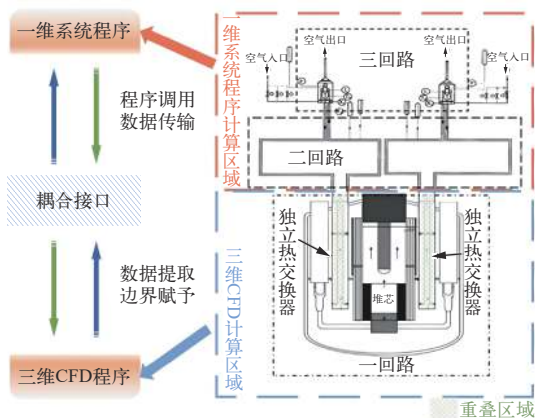 一维系统程序
程序调用
数据传输
耦合接口
数据提取
边界赋予
三维CFD程序
一维系统程序计算区域
空气出口
空气出口
空气入口
空气入口
三回路
二回路
三维CFD计算区域
独立热交换器
独立热交换器
堆芯
一回路
重叠区域